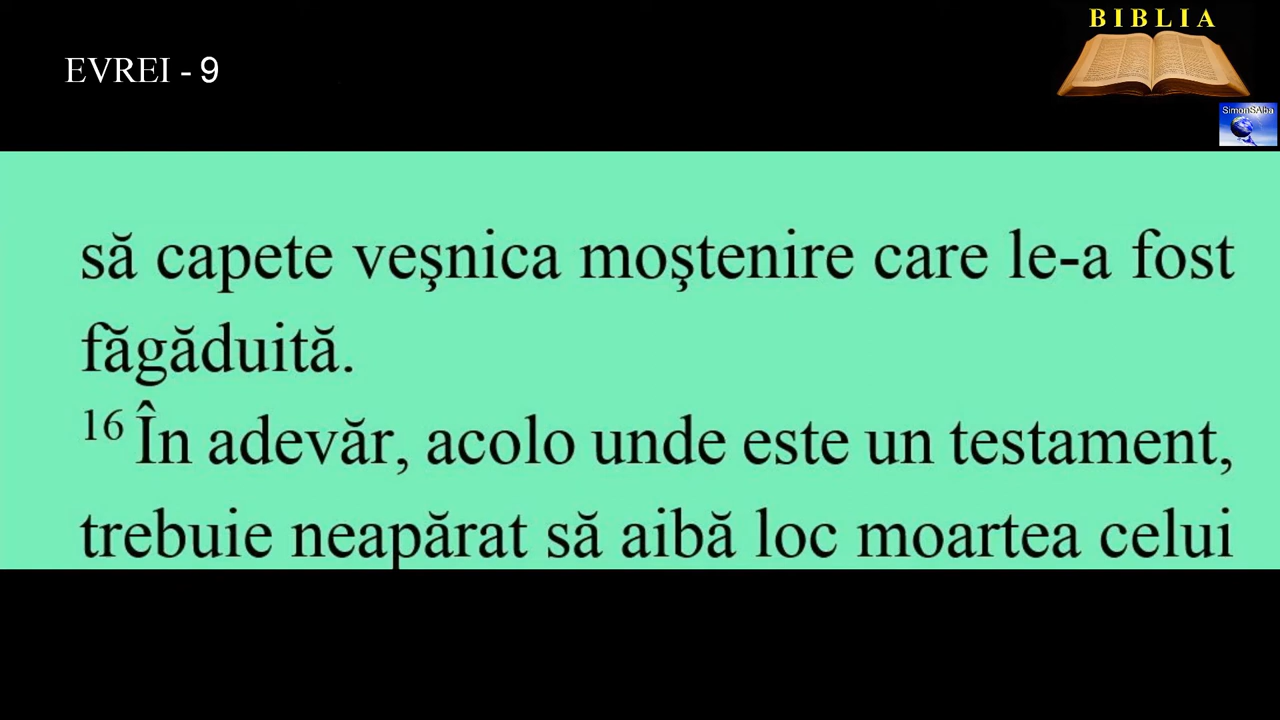 BIBLIA
EVREI - 9
SimonSAlba
să capete veşnica moştenire care le-a fost
făgăduită.
16 În adevăr, acolo unde este un testament,
trebuie neapărat să aibă loc moartea celui